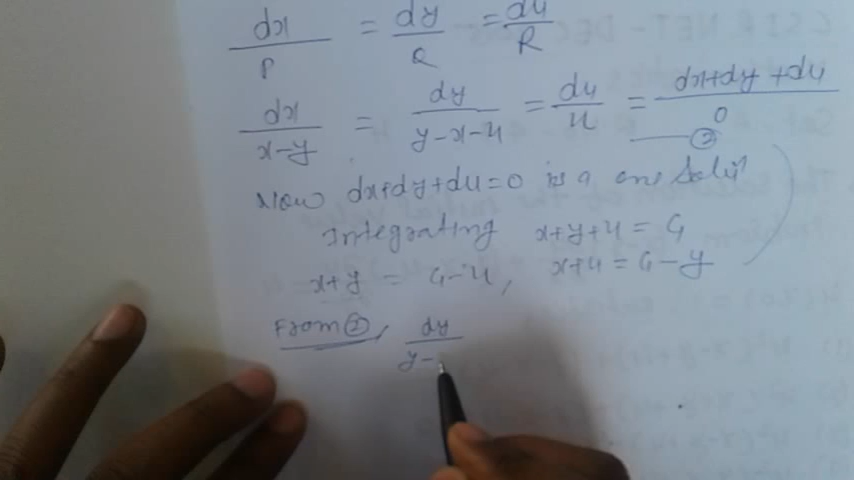 dx/P = dy/Q = du/R
dx/x-y = dy/y-x-u = du/u = dx+dy+du/0 ②
Now dx+dy+du=0 is a one Sol
Integrating x+y+u = C₁
x+y = C₁-u, x+u = C₁-y
From ②, dy/y-